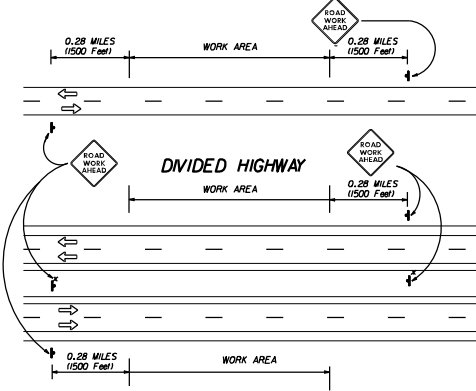 ROAD
WORK
AHEAD
0.28 MILES
(1500 Feet)
WORK AREA
0.28 MILES
(1500 Feet)
ROAD
WORK
AHEAD
DIVIDED HIGHWAY
ROAD
WORK
AHEAD
WORK AREA
0.28 MILES
(1500 Feet)
x
x
0.28 MILES
(1500 Feet)
WORK AREA